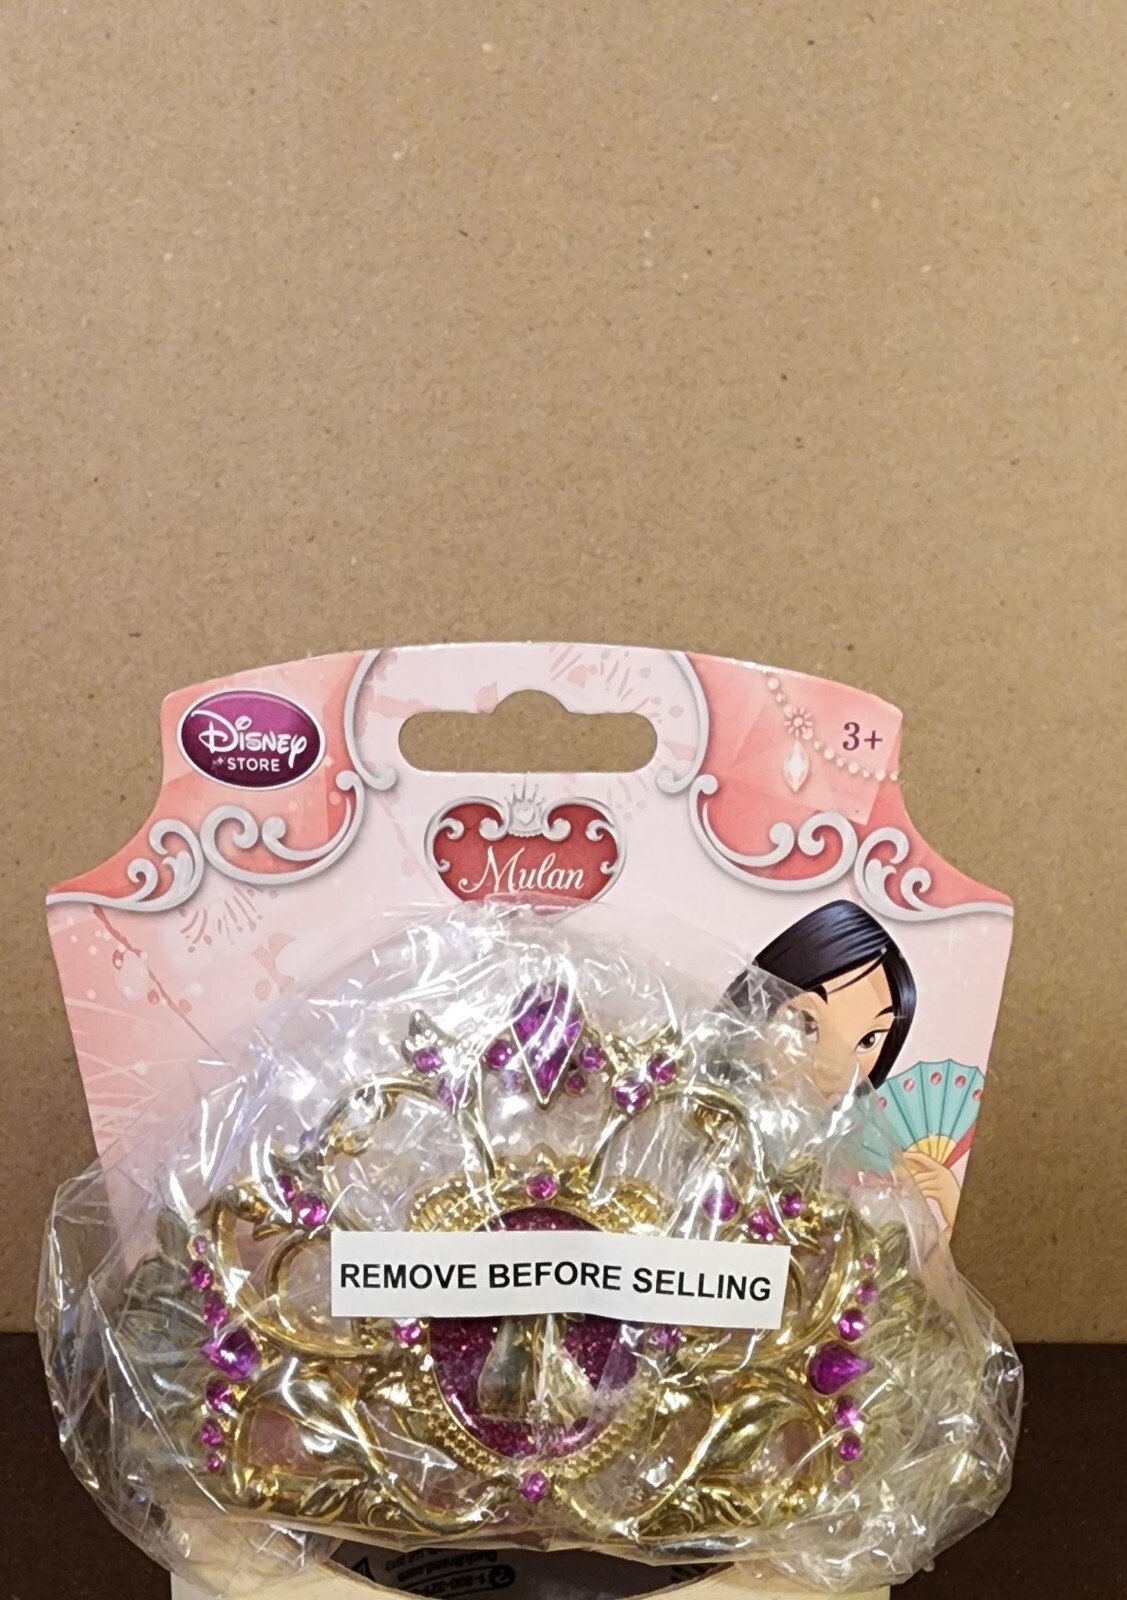 Disney
STORE
3+
Mulan
REMOVE BEFORE SELLING